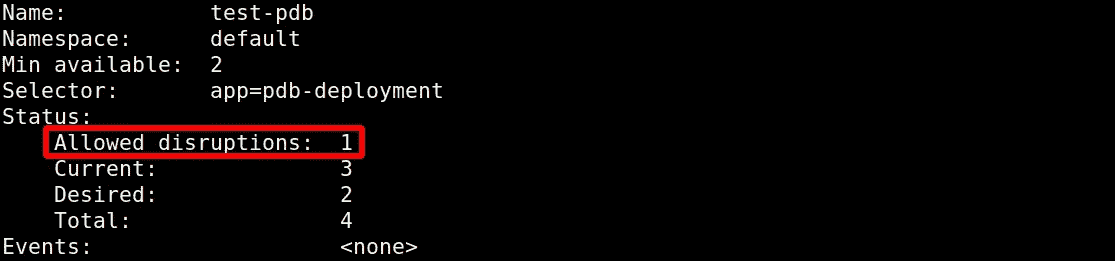 Name: test-pdb
Namespace: default
Min available: 2
Selector: app=pdb-deployment
Status:
Allowed disruptions: 1
Current: 3
Desired: 2
Total: 4
Events: <none>